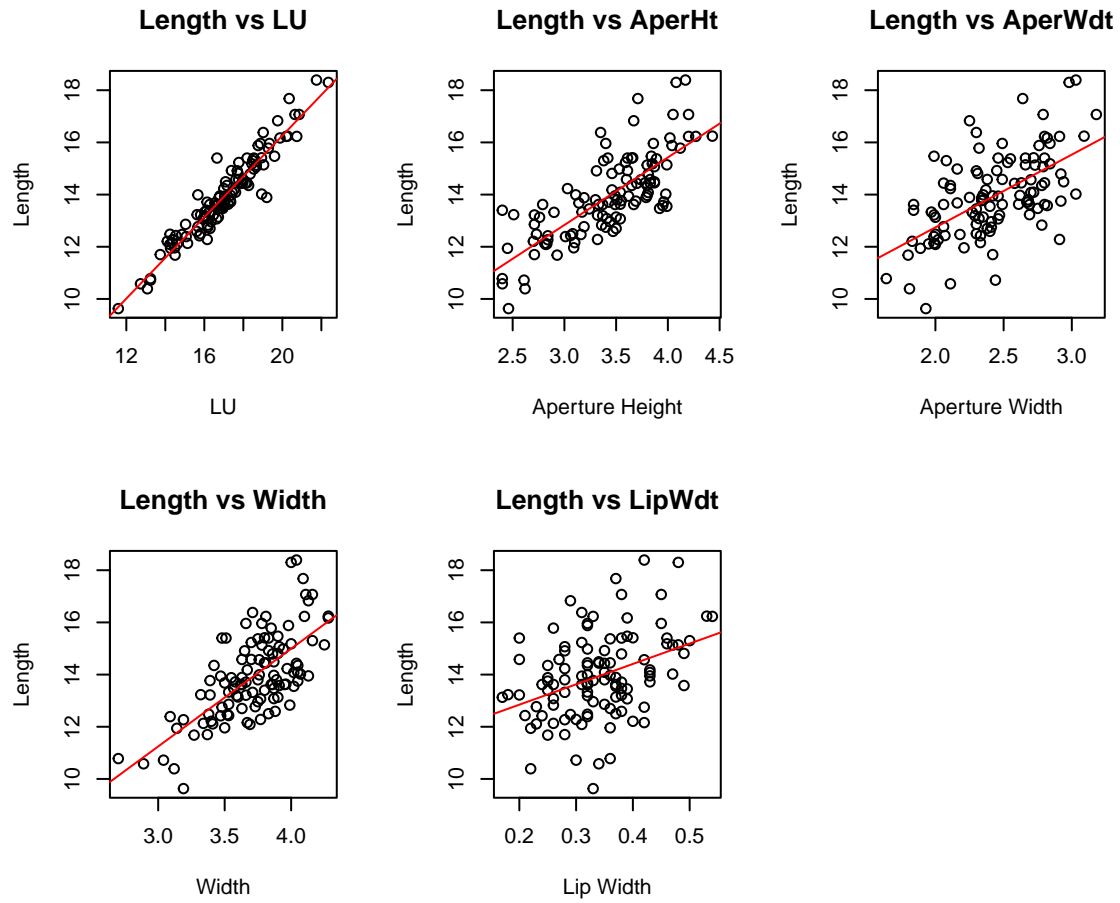 Length vs LU
Length
10 12 14 16 18
12 16 20
LU
Length vs AperHt
Length
10 12 14 16 18
2.5 3.0 3.5 4.0 4.5
Aperture Height
Length vs AperWdt
Length
10 12 14 16 18
2.0 2.5 3.0
Aperture Width
Length vs Width
Length
10 12 14 16 18
3.0 3.5 4.0
Width
Length vs LipWdt
Length
10 12 14 16 18
0.2 0.3 0.4 0.5
Lip Width